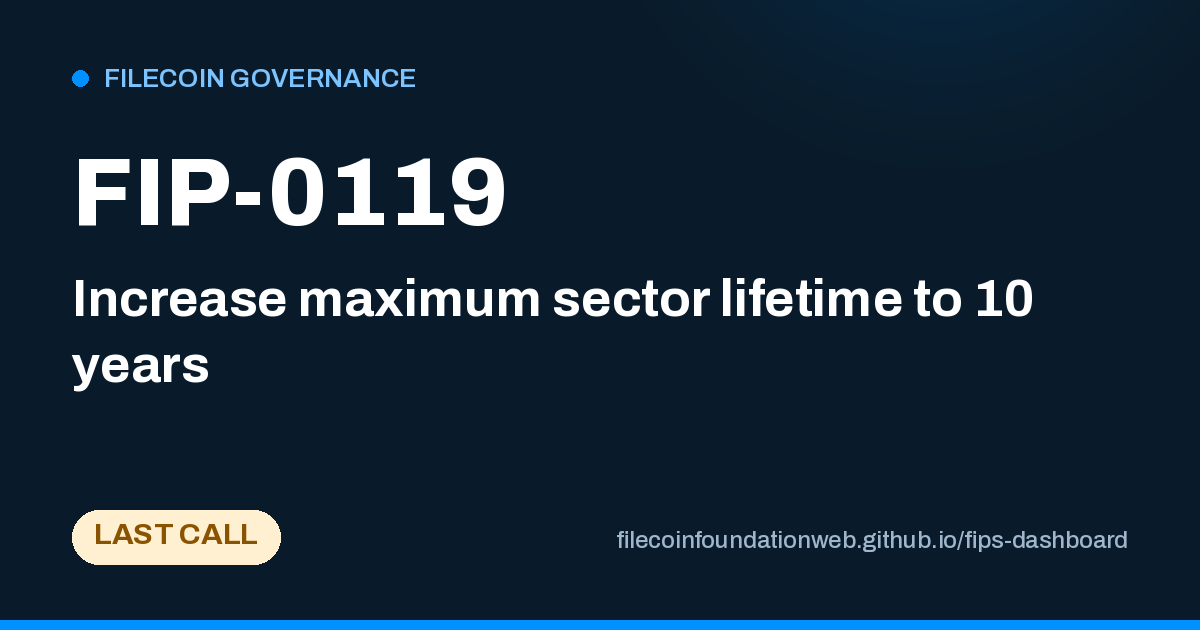 FILECOIN GOVERNANCE
FIP-0119
Increase maximum sector lifetime to 10
years
LAST CALL
filecoinfoundationweb.github.io/fips-dashboard